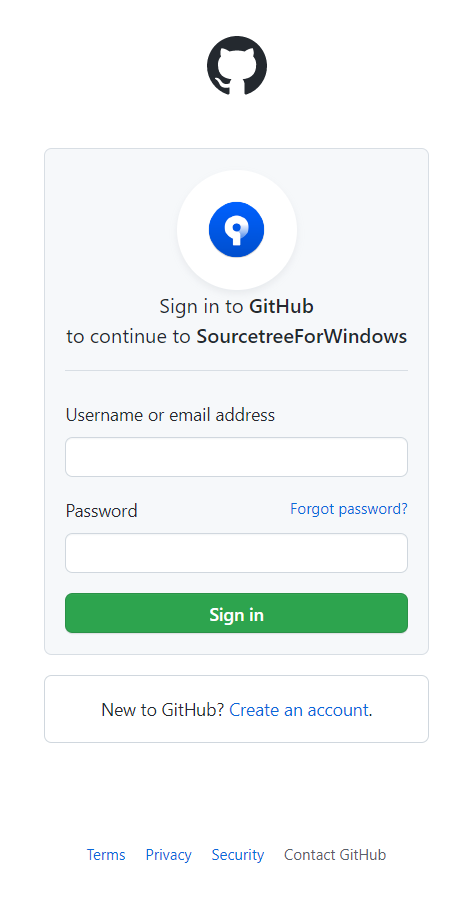 Sign in to GitHub
to continue to SourcetreeForWindows
Username or email address
Password Forgot password?
Sign in
New to GitHub? Create an account.
Terms Privacy Security Contact GitHub